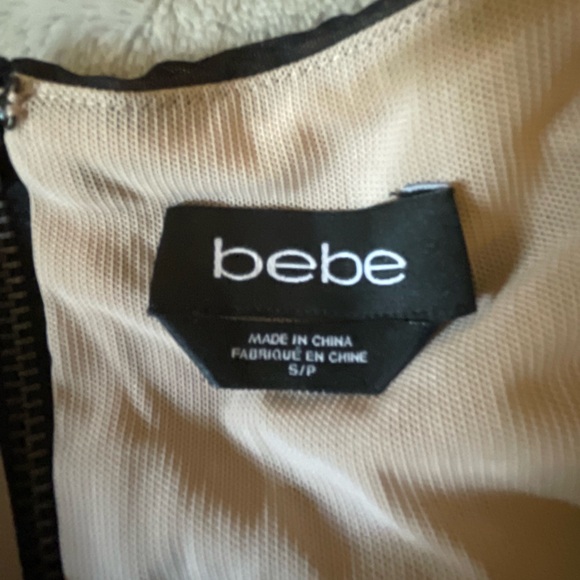 bebe
MADE IN CHINA
FABRIQUÉ EN CHINE
S/P